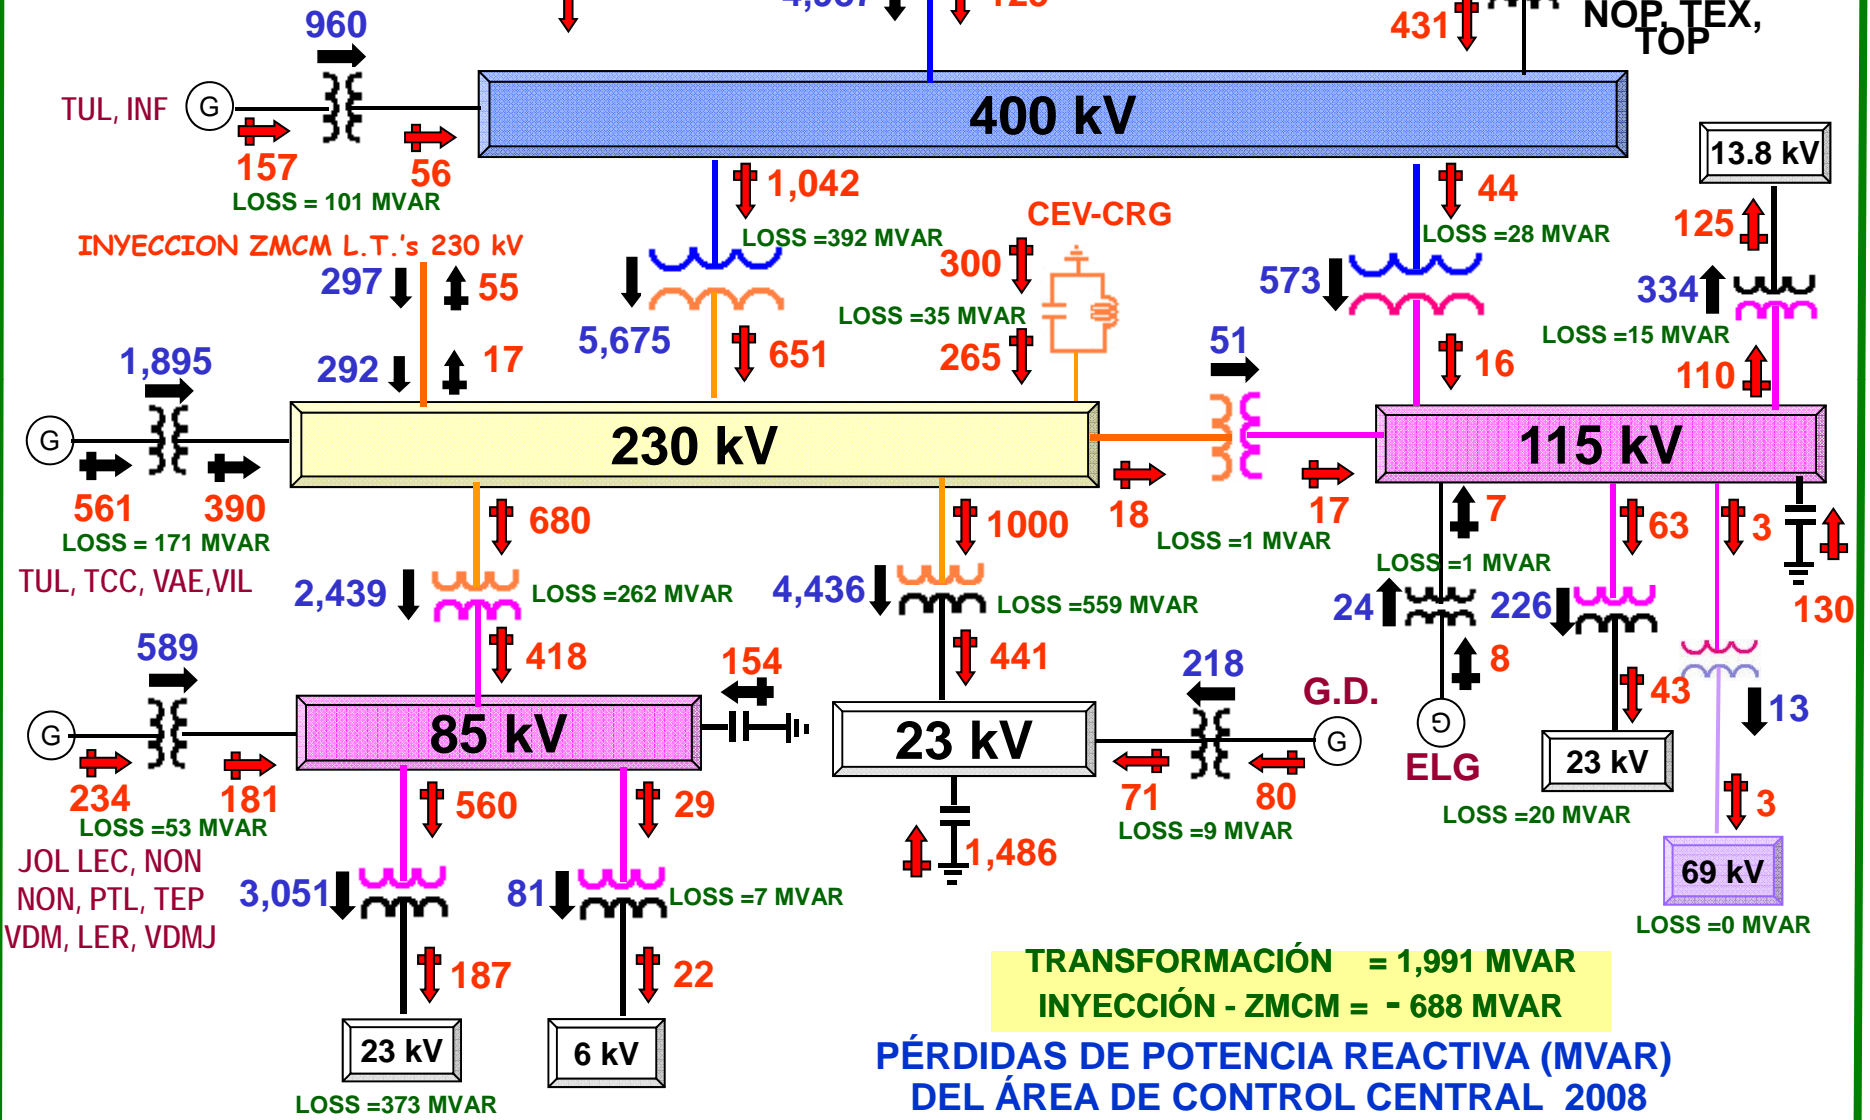 960
431
NOP, TEX,
TOP
TUL, INF
G
157
56
LOSS = 101 MVAR
400 kV
13.8 kV
1,042
LOSS =392 MVAR
CEV-CRG
44
LOSS =28 MVAR
125
INYECCION ZMCM L.T.'s 230 kV
297
55
300
573
334
LOSS =35 MVAR
5,675
651
265
LOSS =15 MVAR
51
16
110
292
17
1,895
G
230 kV
115 kV
561
390
LOSS = 171 MVAR
TUL, TCC, VAE,VIL
680
1000
18
17
LOSS =1 MVAR
7
63
3
130
LOSS =1 MVAR
2,439
LOSS =262 MVAR
4,436
LOSS =559 MVAR
24
226
589
418
154
441
218
G.D.
8
43
13
G
85 kV
23 kV
G
G
ELG
23 kV
234
181
LOSS =53 MVAR
560
29
71
80
LOSS =9 MVAR
LOSS =20 MVAR
3
JOL LEC, NON
NON, PTL, TEP
VDM, LER, VDMJ
3,051
81
LOSS =7 MVAR
1,486
69 kV
LOSS =0 MVAR
187
22
TRANSFORMACIÓN = 1,991 MVAR
INYECCIÓN - ZMCM = - 688 MVAR
23 kV
6 kV
LOSS =373 MVAR
PÉRDIDAS DE POTENCIA REACTIVA (MVAR)
DEL ÁREA DE CONTROL CENTRAL 2008